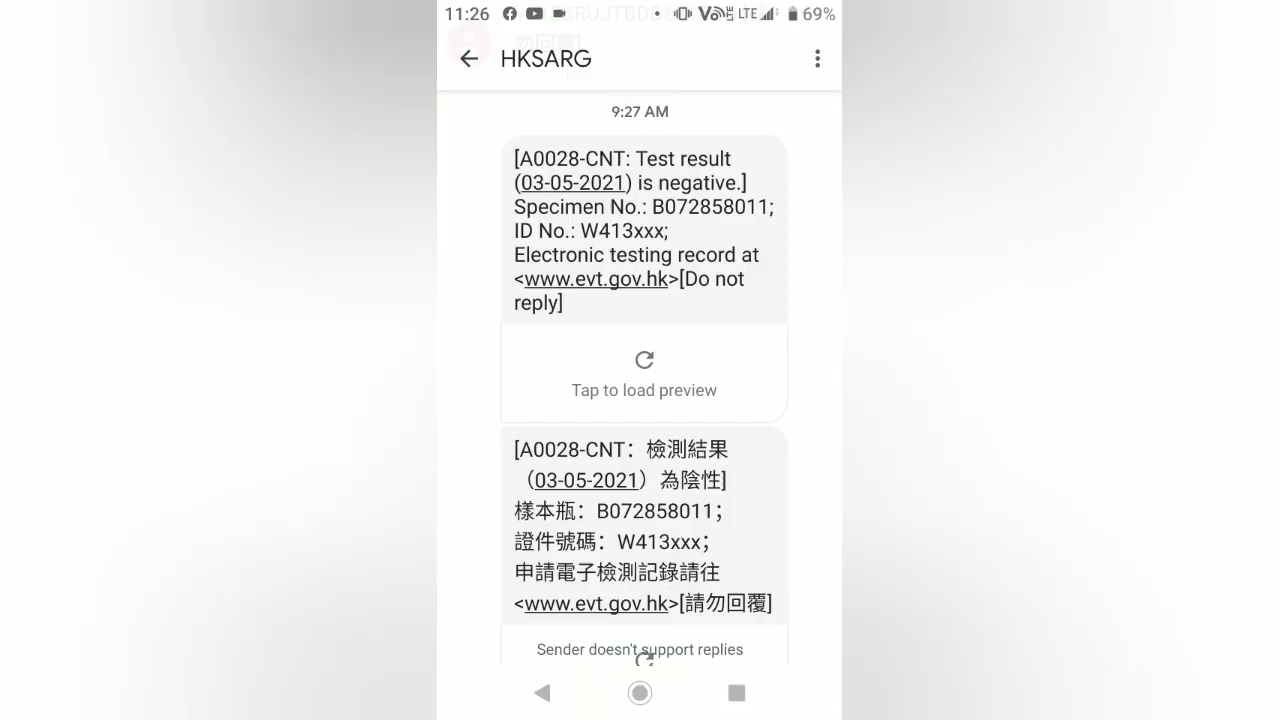 11:26 LTE 69%
HKSARG
9:27 AM
[A0028-CNT: Test result
(03-05-2021) is negative.]
Specimen No.: B072858011;
ID No.: W413xxx;
Electronic testing record at
<www.evt.gov.hk>[Do not
reply]
Tap to load preview
[A0028-CNT：檢測結果
（03-05-2021）為陰性]
樣本瓶：B072858011；
證件號碼：W413xxx；
申請電子檢測記錄請往
<www.evt.gov.hk>[請勿回覆]
Sender doesn't support replies